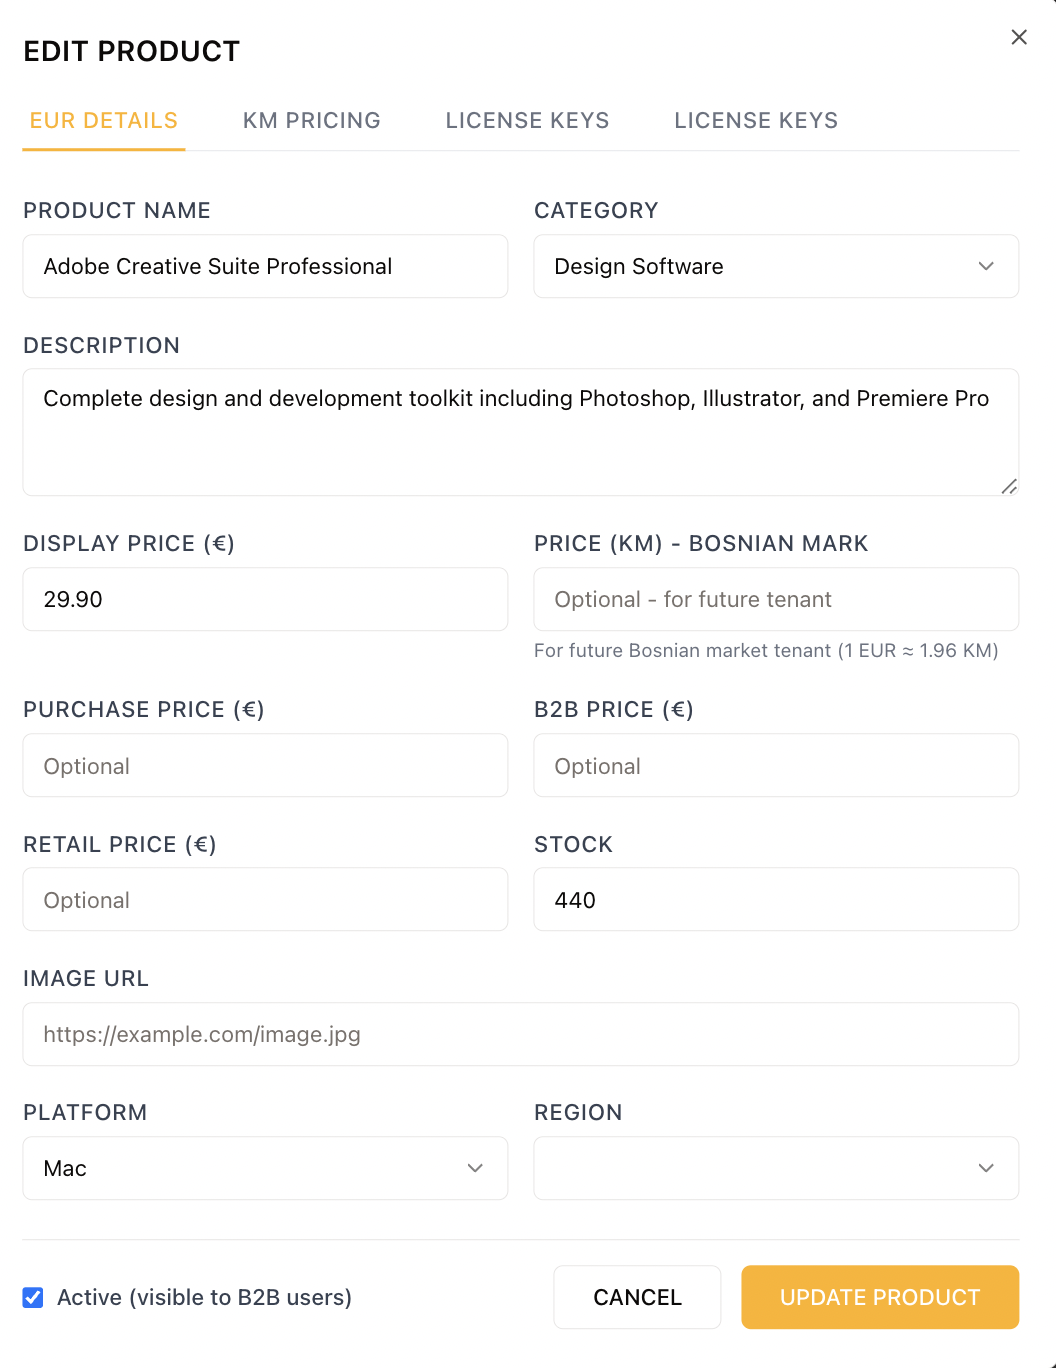 EDIT PRODUCT
EUR DETAILS
KM PRICING
LICENSE KEYS
LICENSE KEYS
PRODUCT NAME
CATEGORY
Adobe Creative Suite Professional
Design Software
DESCRIPTION
Complete design and development toolkit including Photoshop, Illustrator, and Premiere Pro
DISPLAY PRICE (€)
PRICE (KM) - BOSNIAN MARK
29.90
Optional - for future tenant
For future Bosnian market tenant (1 EUR ≈ 1.96 KM)
PURCHASE PRICE (€)
B2B PRICE (€)
Optional
Optional
RETAIL PRICE (€)
STOCK
Optional
440
IMAGE URL
https://example.com/image.jpg
PLATFORM
REGION
Mac
Active (visible to B2B users)
CANCEL
UPDATE PRODUCT